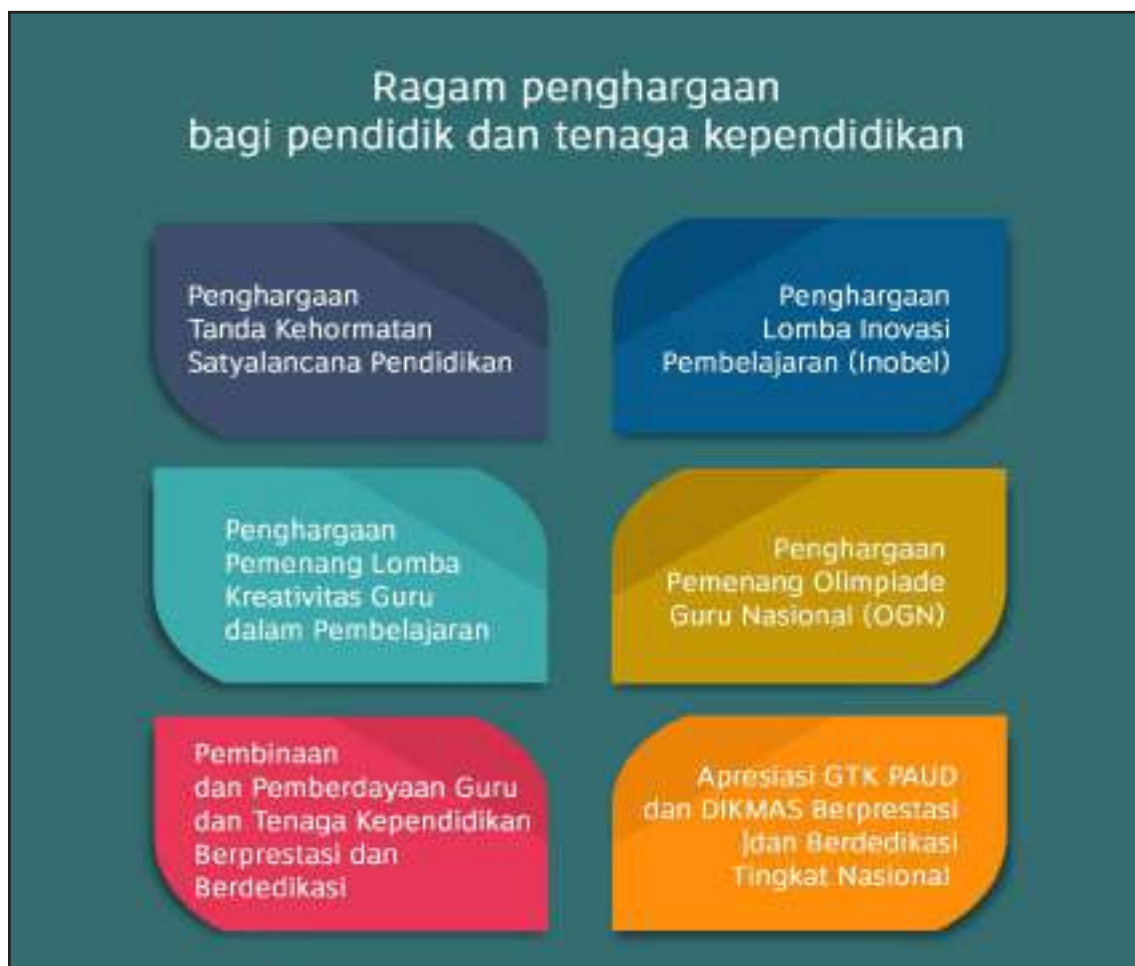 Ragam penghargaan
bagi pendidik dan tenaga kependidikan
Penghargaan
Tanda Kehormatan
Satyalancana Pendidikan
Penghargaan
Lomba Inovasi
Pembelajaran (Inobel)
Penghargaan
Pemenang Lomba
Kreativitas Guru
dalam Pembelajaran
Penghargaan
Pemenang Olimpiade
Guru Nasional (OGN)
Pembinaan
dan Pemberdayaan Guru
dan Tenaga Kependidikan
Berprestasi dan
Berdedikasi
Apresiasi GTK PAUD
dan DIKMAS Berprestasi
]dan Berdedikasi
Tingkat Nasional